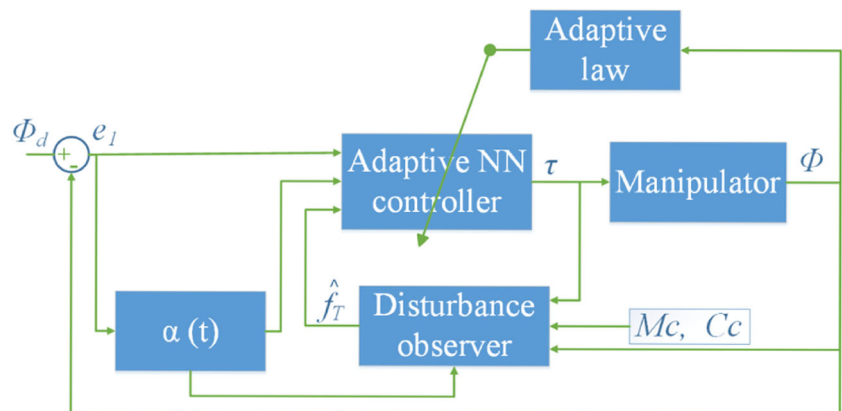 Adaptive
law
Φd
+
-
e1
Adaptive NN
controller
τ
Manipulator
Φ
α (t)
f̂T
Disturbance
observer
Mc, Cc